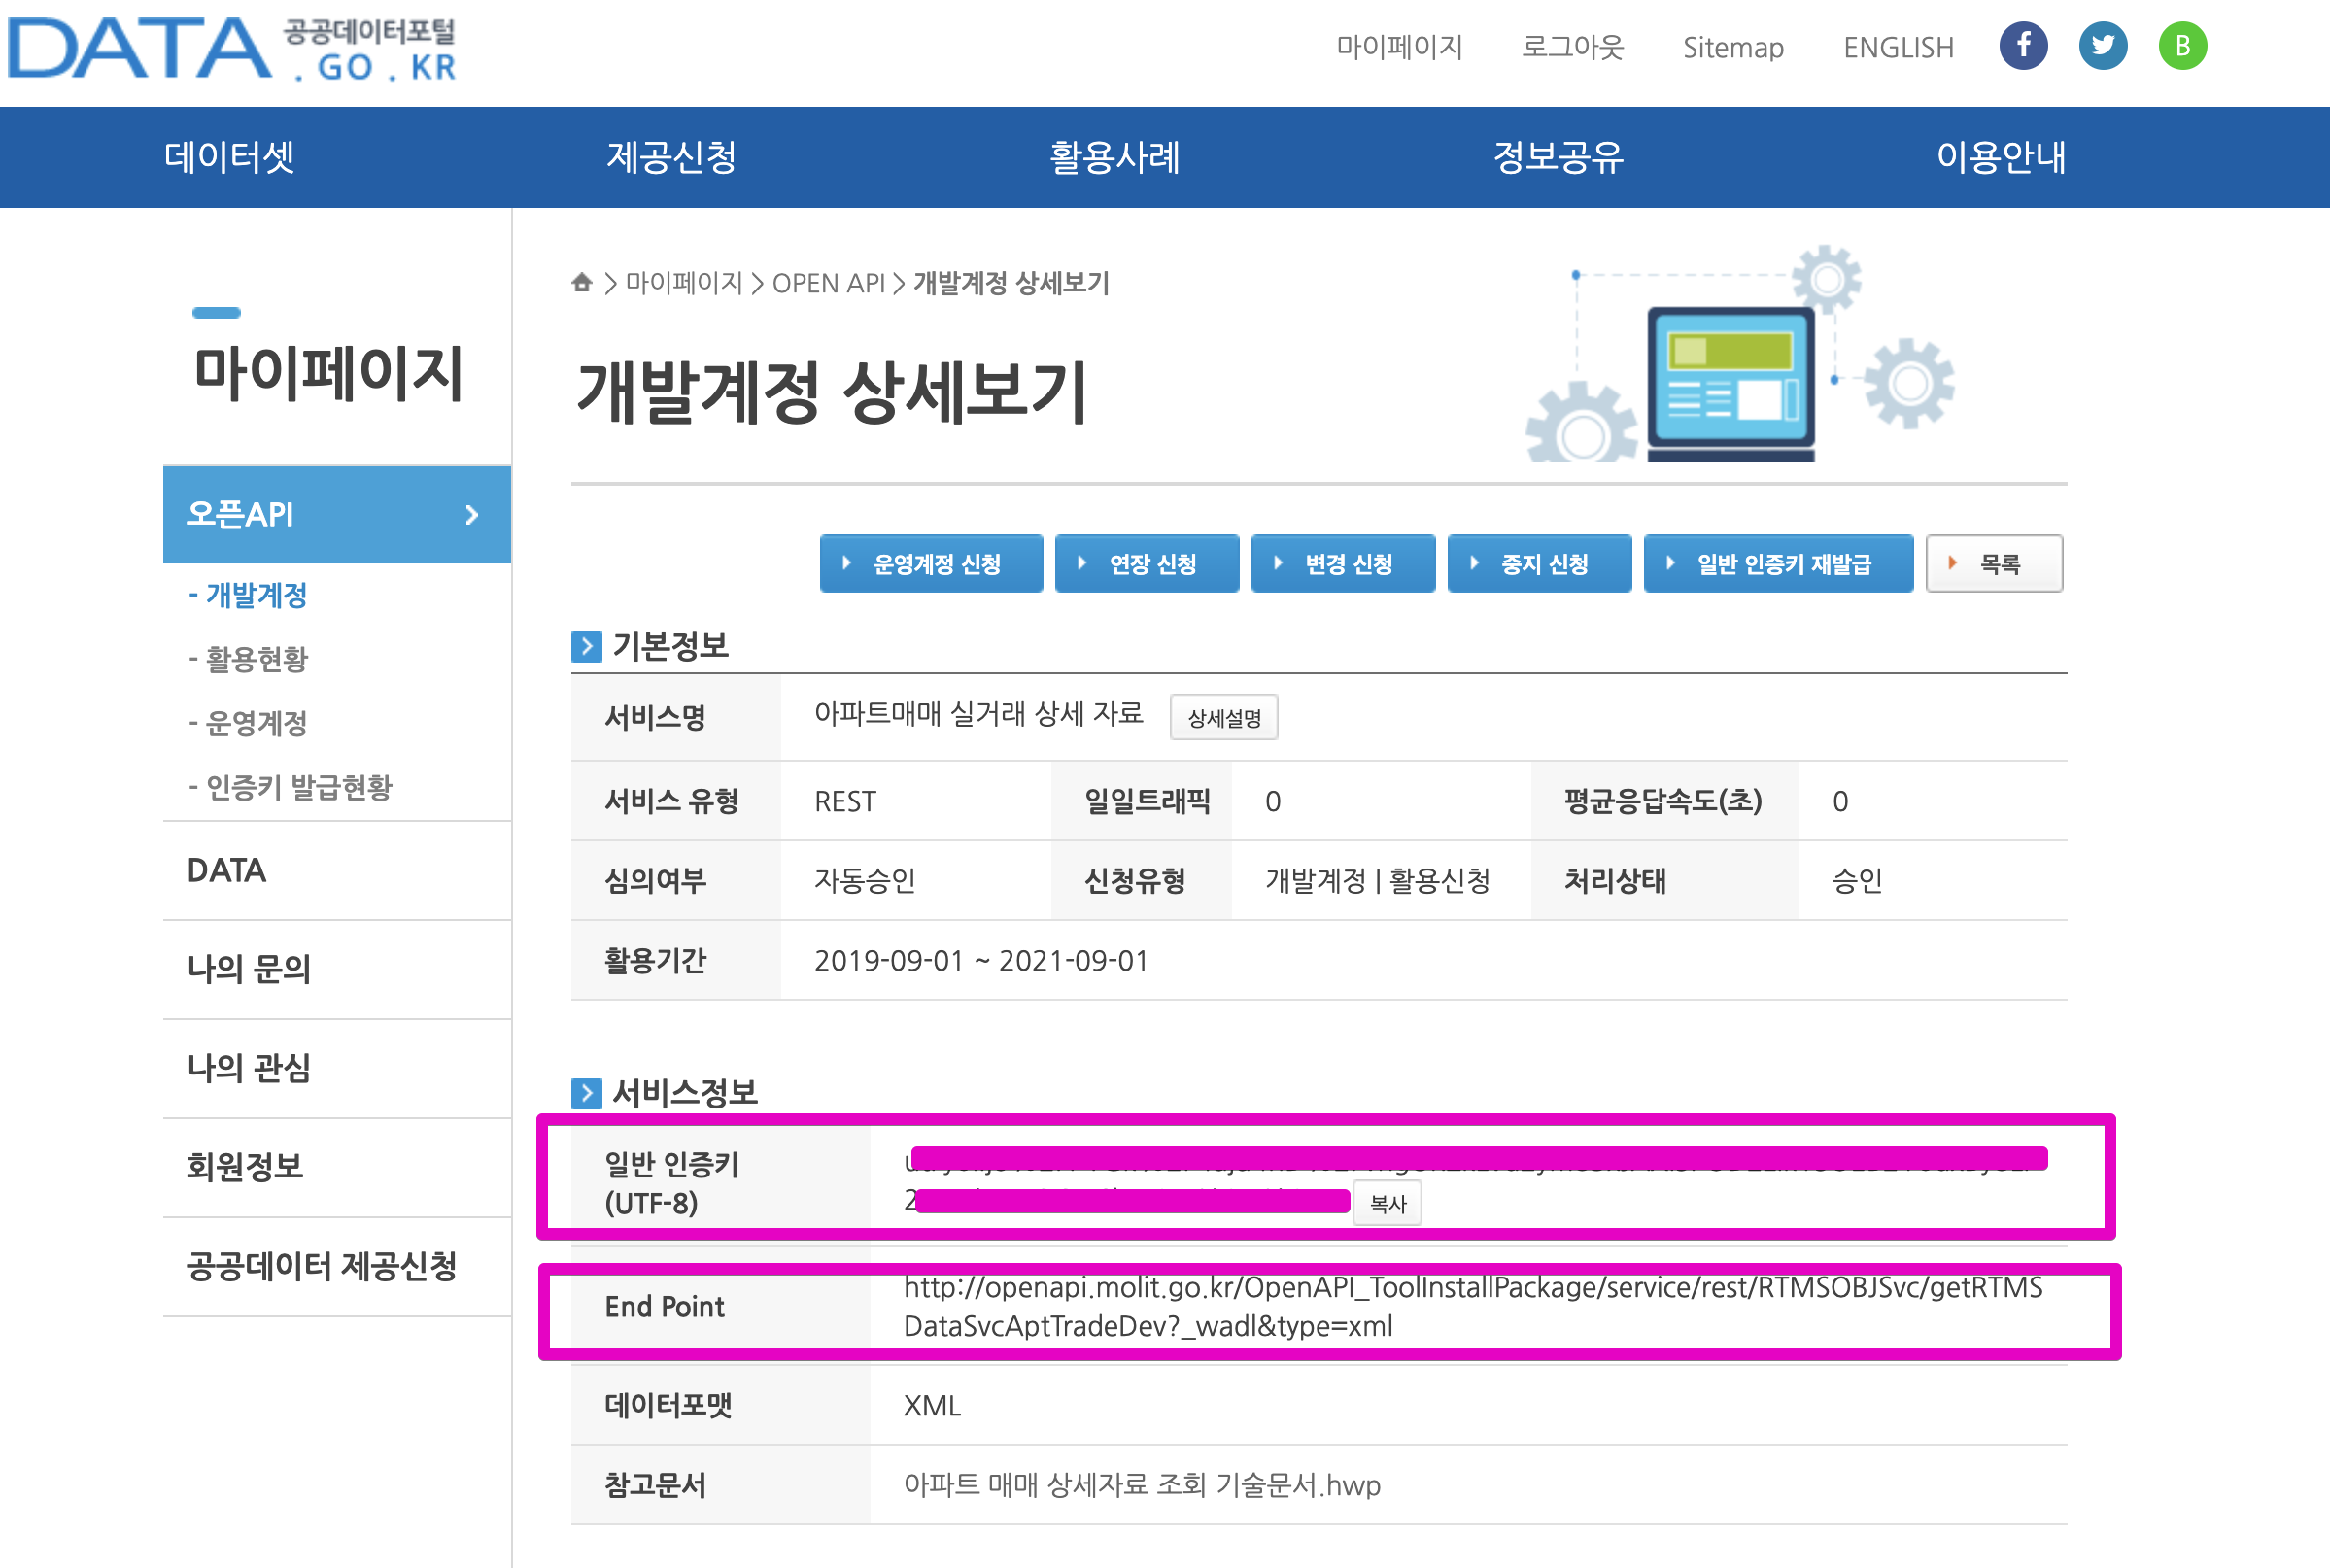 DATA 공공데이터포털
. GO . KR
마이페이지 로그아웃 Sitemap ENGLISH f B
데이터셋 제공신청 활용사례 정보공유 이용안내
> 마이페이지 > OPEN API > 개발계정 상세보기
마이페이지
개발계정 상세보기
오픈API
- 개발계정
- 활용현황
- 운영계정
- 인증키 발급현황
DATA
나의 문의
나의 관심
회원정보
공공데이터 제공신청
운영계정 신청 연장 신청 변경 신청 중지 신청 일반 인증키 재발급 목록
기본정보
서비스명 아파트매매 실거래 상세 자료 상세설명
서비스 유형 REST 일일트래픽 0 평균응답속도(초) 0
심의여부 자동승인 신청유형 개발계정 | 활용신청 처리상태 승인
활용기간 2019-09-01 ~ 2021-09-01
서비스정보
일반 인증키
(UTF-8) 복사
End Point http://openapi.molit.go.kr/OpenAPI_ToolInstallPackage/service/rest/RTMSOBJSvc/getRTMS
DataSvcAptTradeDev?_wadl&type=xml
데이터포맷 XML
참고문서 아파트 매매 상세자료 조회 기술문서.hwp